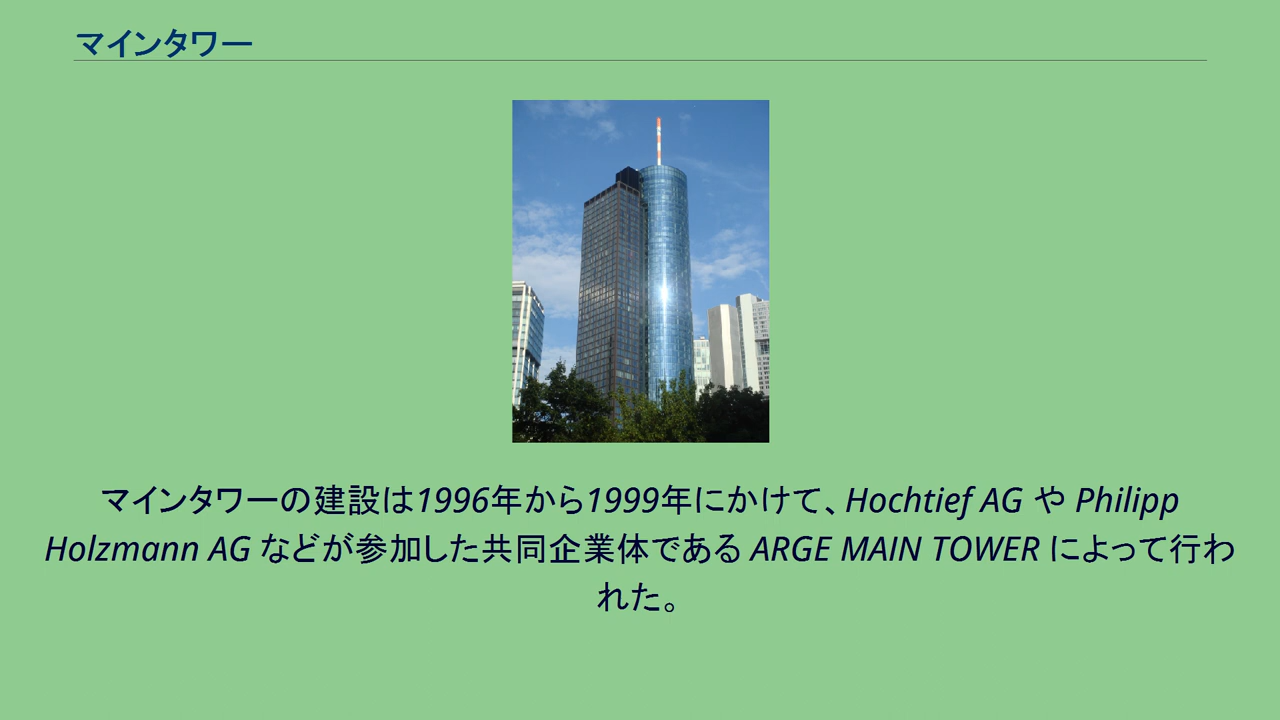 マインタワー
マインタワーの建設は1996年から1999年にかけて、Hochtief AG や Philipp
Holzmann AG などが参加した共同企業体である ARGE MAIN TOWER によって行わ
れた。